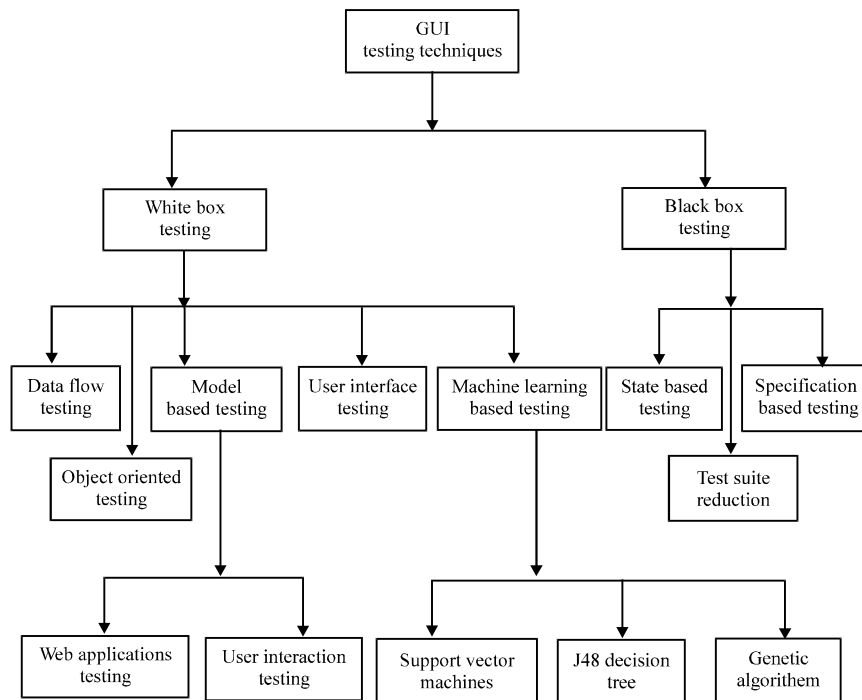 GUI
testing techniques
White box
testing
Black box
testing
Data flow
testing
Model
based testing
User interface
testing
Machine learning
based testing
State based
testing
Specification
based testing
Object oriented
testing
Test suite
reduction
Web applications
testing
User interaction
testing
Support vector
machines
J48 decision
tree
Genetic
algorithem